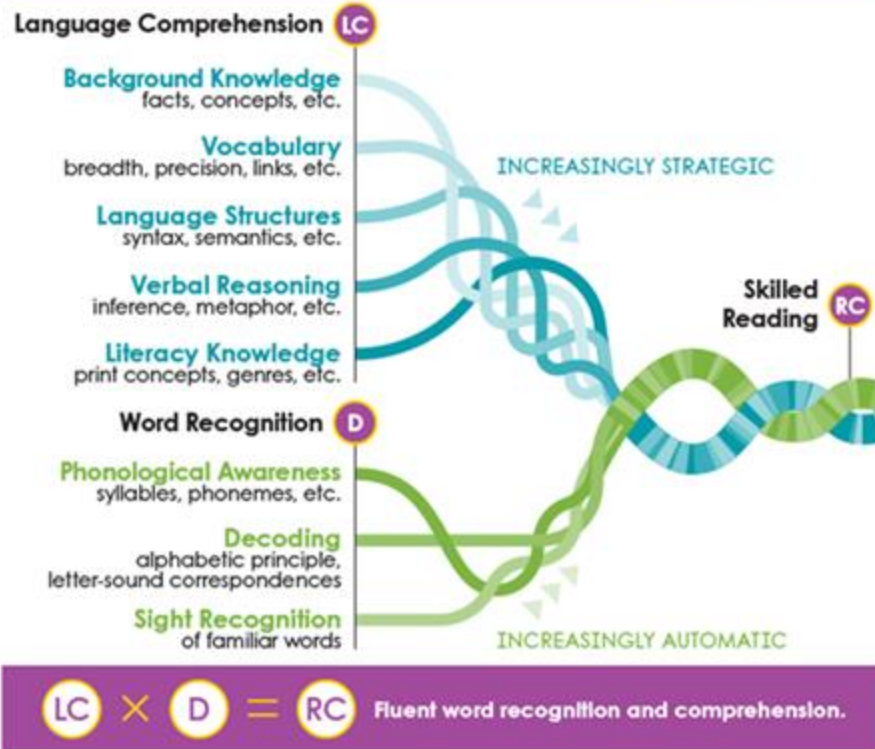 Language Comprehension LC
Background Knowledge
facts, concepts, etc.
Vocabulary
breadth, precision, links, etc.
INCREASINGLY STRATEGIC
Language Structures
syntax, semantics, etc.
Verbal Reasoning
inference, metaphor, etc.
Skilled
Reading
RC
Literacy Knowledge
print concepts, genres, etc.
Word Recognition D
Phonological Awareness
syllables, phonemes, etc.
Decoding
alphabetic principle,
letter-sound correspondences
Sight Recognition
of familiar words
INCREASINGLY AUTOMATIC
LC × D = RC Fluent word recognition and comprehension.